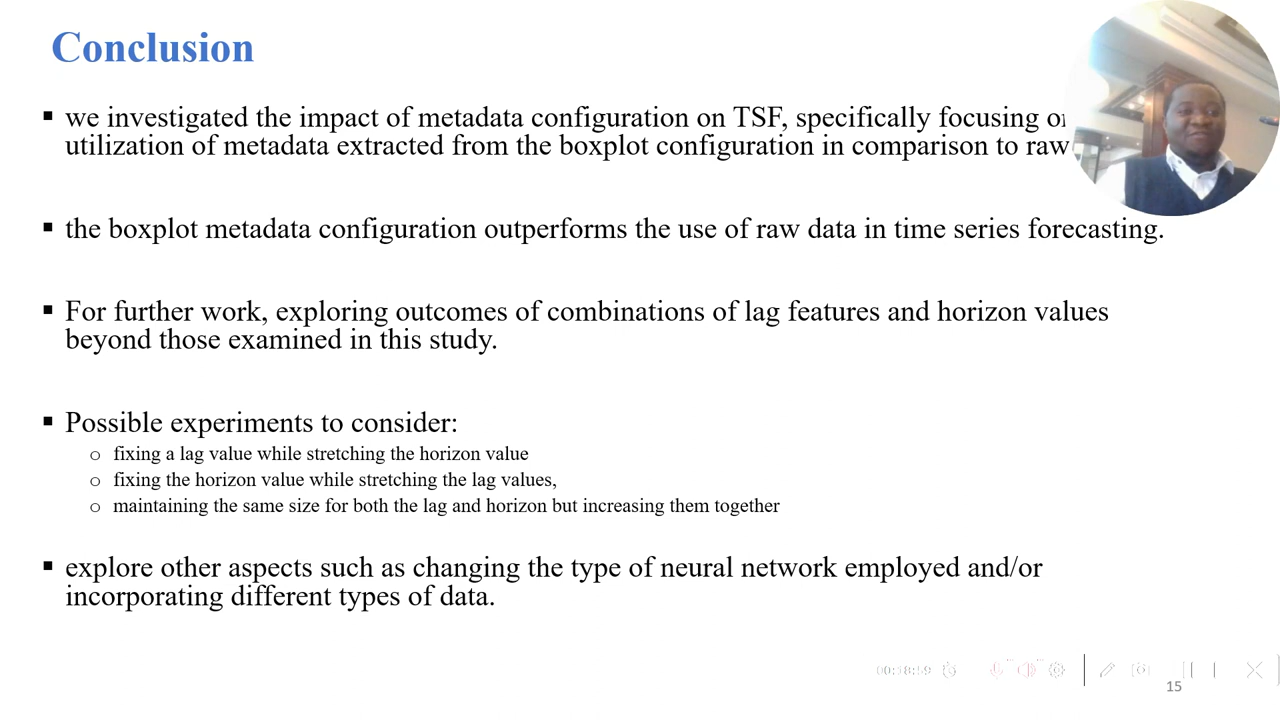 Conclusion
▪ we investigated the impact of metadata configuration on TSF, specifically focusing
utilization of metadata extracted from the boxplot configuration in comparison to raw
▪ the boxplot metadata configuration outperforms the use of raw data in time series forecasting.
▪ For further work, exploring outcomes of combinations of lag features and horizon values
beyond those examined in this study.
▪ Possible experiments to consider:
o fixing a lag value while stretching the horizon value
o fixing the horizon value while stretching the lag values,
o maintaining the same size for both the lag and horizon but increasing them together
▪ explore other aspects such as changing the type of neural network employed and/or
incorporating different types of data.
15